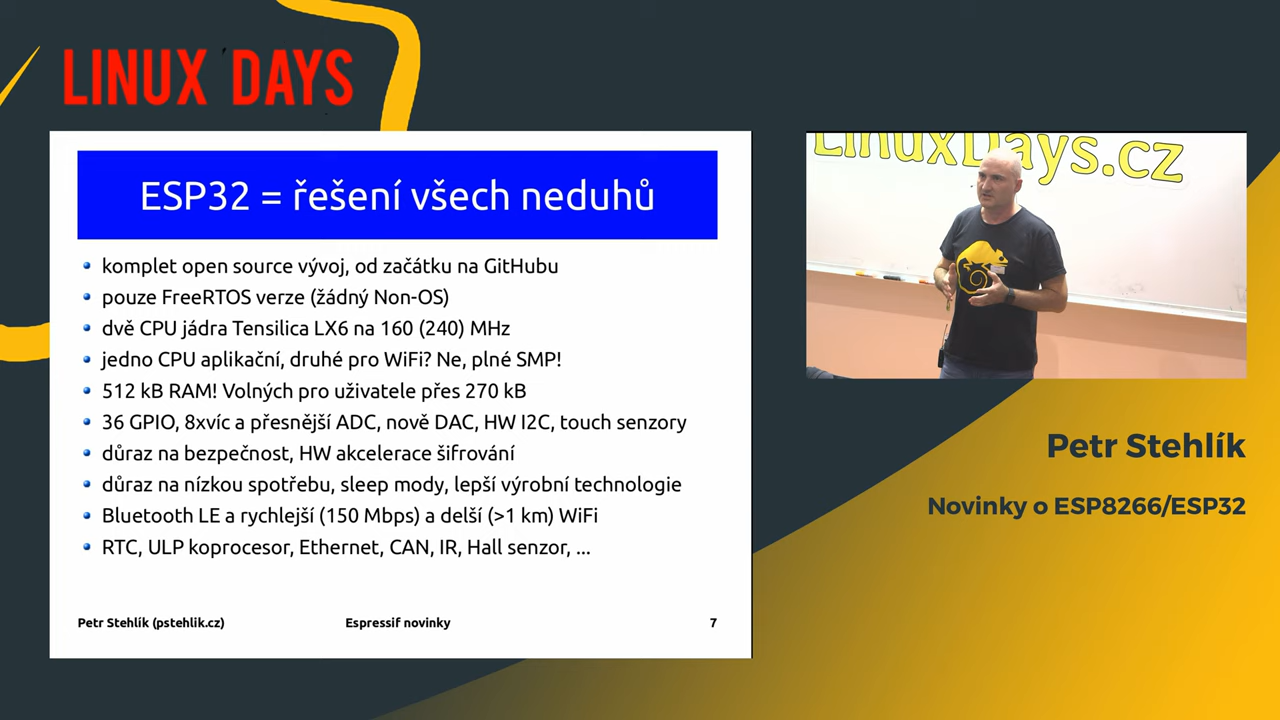 LINUX DAYS
ESP32 = řešení všech neduhů
komplet open source vývoj, od začátku na GitHubu
pouze FreeRTOS verze (žádný Non-OS)
dvě CPU jádra Tensilica LX6 na 160 (240) MHz
jedno CPU aplikační, druhé pro WiFi? Ne, plné SMP!
512 kB RAM! Volných pro uživatele přes 270 kB
36 GPIO, 8xvíc a přesnější ADC, nově DAC, HW I2C, touch senzory
důraz na bezpečnost, HW akcelerace šifrování
důraz na nízkou spotřebu, sleep mody, lepší výrobní technologie
Bluetooth LE a rychlejší (150 Mbps) a delší (>1 km) WiFi
RTC, ULP koprocesor, Ethernet, CAN, IR, Hall senzor, ...
Petr Stehlík (pstehlik.cz) Espressif novinky 7
LinuxDays.cz
Petr Stehlík
Novinky o ESP8266/ESP32